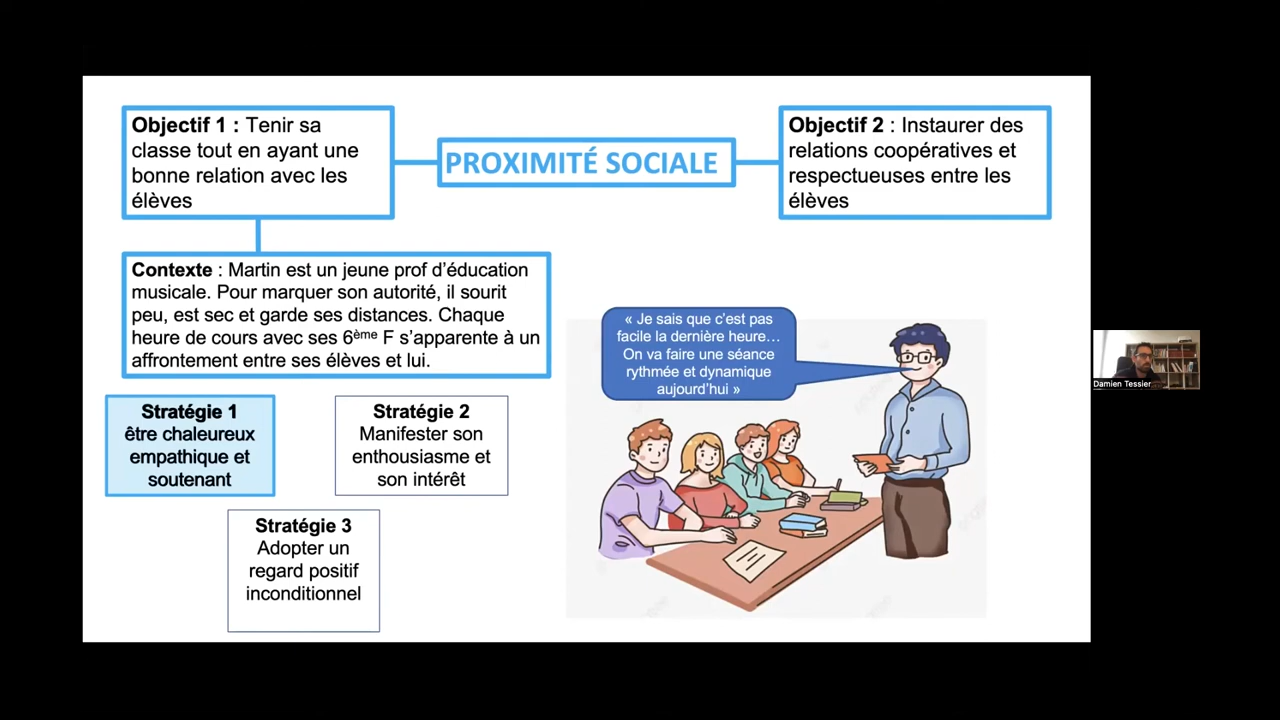 Objectif 1 : Tenir sa
classe tout en ayant une
bonne relation avec les
élèves
PROXIMITÉ SOCIALE
Objectif 2 : Instaurer des
relations coopératives et
respectueuses entre les
élèves
Contexte : Martin est un jeune prof d’éducation
musicale. Pour marquer son autorité, il sourit
peu, est sec et garde ses distances. Chaque
heure de cours avec ses 6ème F s’apparente à un
affrontement entre ses élèves et lui.
« Je sais que c’est pas
facile la dernière heure…
On va faire une séance
rythmée et dynamique
aujourd’hui »
Stratégie 1
être chaleureux
empathique et
soutenant
Stratégie 2
Manifester son
enthousiasme et
son intérêt
Stratégie 3
Adopter un
regard positif
inconditionnel
Damien Tessier